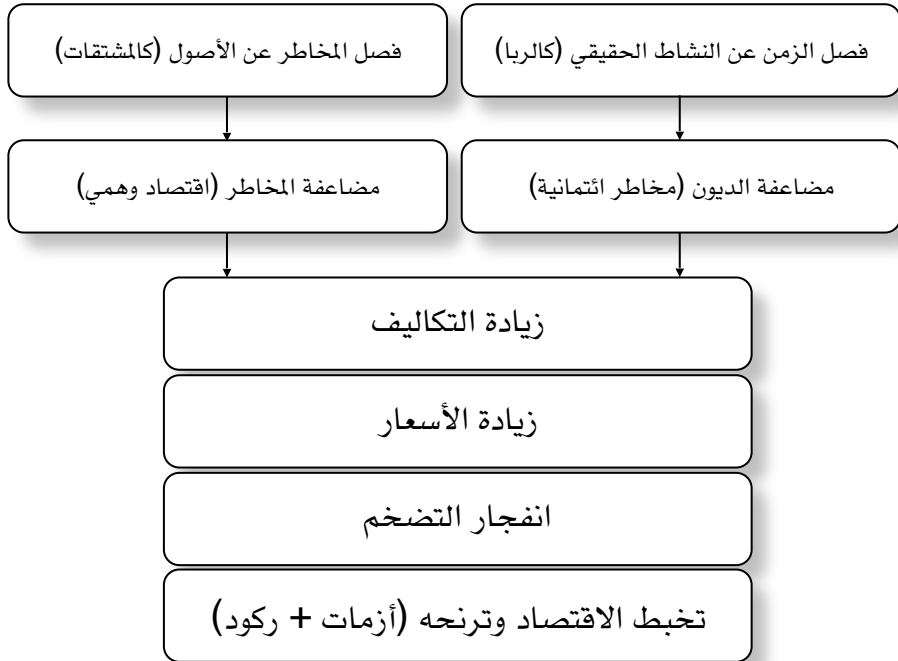 فصل الزمن عن النشاط الحقيقي (كالربا)
فصل المخاطر عن الأصول (كالمشتقات)
مضاعفة الديون (مخاطر ائتمانية)
مضاعفة المخاطر (اقتصاد وهمي)
زيادة التكاليف
زيادة الأسعار
انفجار التضخم
تخبط الاقتصاد وترنحه (أزمات + ركود)